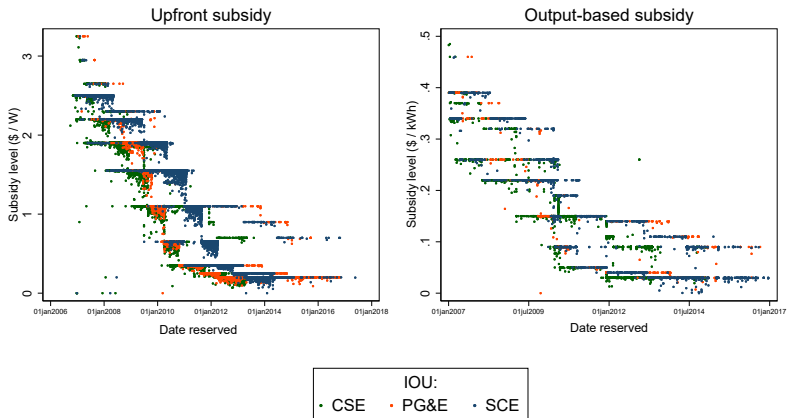 Upfront subsidy
Subsidy level ($ / W)
3
2
1
0
01jan2006 01jan2008 01jan2010 01jan2012 01jan2014 01jan2016 01jan2018
Date reserved
Output-based subsidy
Subsidy level ($ / kWh)
.5
.4
.3
.2
.1
0
01jan2007 01jan2009 01jan2012 01jul2014 01jan2017
Date reserved
IOU:
CSE PG&E SCE